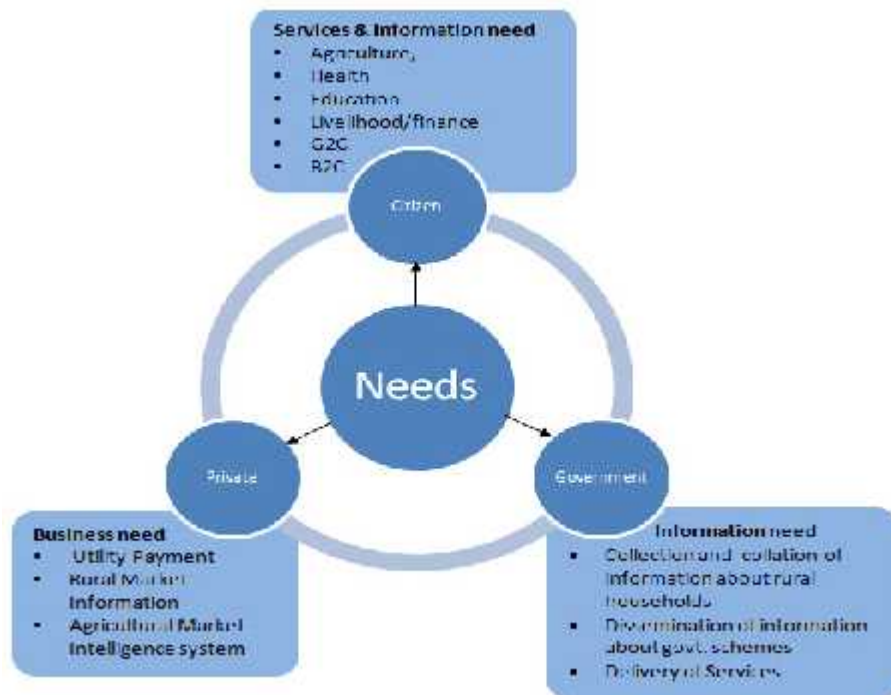 Services & Information need
• Agriculture,
• Health
• Education
• Livelihood/finance
• G2C
• B2C
Citizen
Needs
Private
Government
Business need
• Utility Payment
• Rural Market
Information
• Agricultural Market
Intelligence system
Information need
• Collection and collation of
information about rural
households
• Dissemination of information
about govt. schemes
• Delivery of Services